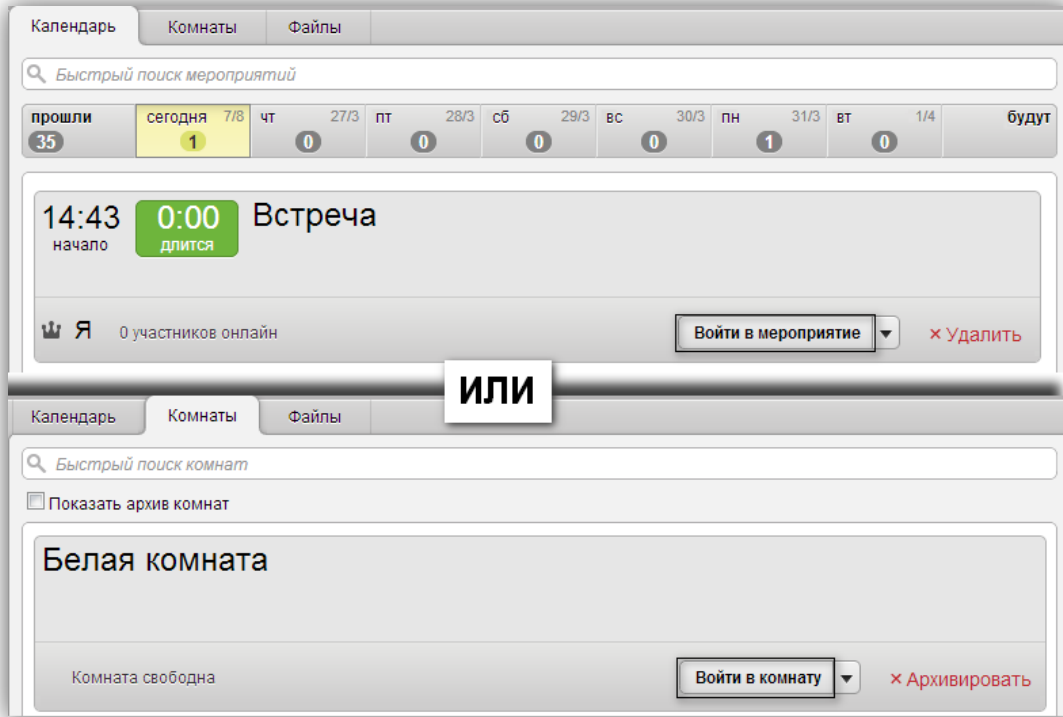 Календарь Комнаты Файлы
Быстрый поиск мероприятий
прошли сегодня 7/8 чт 27/3 пт 28/3 сб 29/3 вс 30/3 пн 31/3 вт 1/4 будут
35 1 0 0 0 0 1 0
14:43 0:00 Встреча
начало длится
Я 0 участников онлайн Войти в мероприятие × Удалить
ИЛИ
Календарь Комнаты Файлы
Быстрый поиск комнат
Показать архив комнат
Белая комната
Комната свободна Войти в комнату × Архивировать